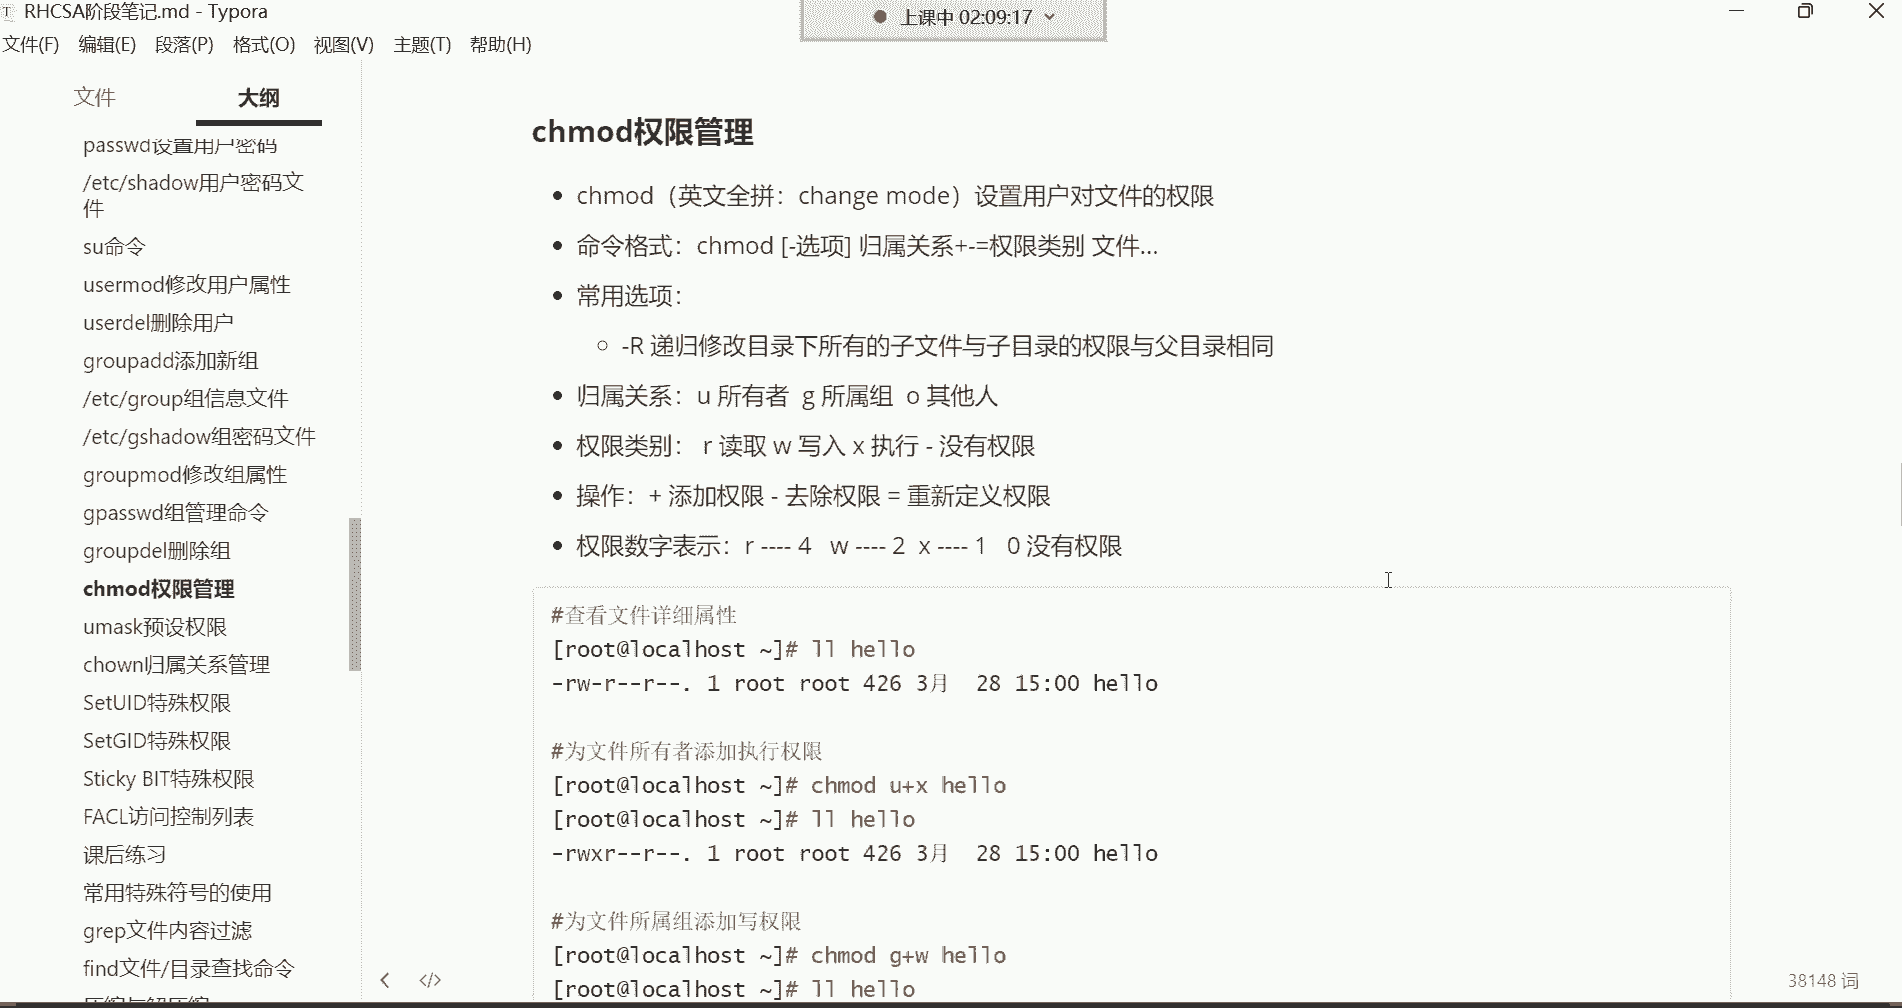 RHCSA阶段笔记.md - Typora
上课中 02:09:17
文件(F) 编辑(E) 段落(P) 格式(O) 视图(V) 主题(T) 帮助(H)
文件 大纲
passwd设置用户密码
/etc/shadow用户密码文
件
su命令
usermod修改用户属性
userdel删除用户
groupadd添加新组
/etc/group组信息文件
/etc/gshadow组密码文件
groupmod修改组属性
gpasswd组管理命令
groupdel删除组
chmod权限管理
umask预设权限
chown归属关系管理
SetUID特殊权限
SetGID特殊权限
Sticky BIT特殊权限
FACL访问控制列表
课后练习
常用特殊符号的使用
grep文件内容过滤
find文件/目录查找命令
压缩与解压缩
chmod权限管理
chmod（英文全拼：change mode）设置用户对文件的权限
命令格式：chmod [-选项] 归属关系+-=权限类别 文件...
常用选项：
-R 递归修改目录下所有的子文件与子目录的权限与父目录相同
归属关系：u 所有者 g 所属组 o 其他人
权限类别： r 读取 w 写入 x 执行 - 没有权限
操作：+ 添加权限 - 去除权限 = 重新定义权限
权限数字表示：r ---- 4 w ---- 2 x ---- 1 0 没有权限
#查看文件详细属性
[root@localhost ~]# ll hello
-rw-r--r--. 1 root root 426 3月 28 15:00 hello
#为文件所有者添加执行权限
[root@localhost ~]# chmod u+x hello
[root@localhost ~]# ll hello
-rwxr--r--. 1 root root 426 3月 28 15:00 hello
#为文件所属组添加写权限
[root@localhost ~]# chmod g+w hello
[root@localhost ~]# ll hello
38148 词